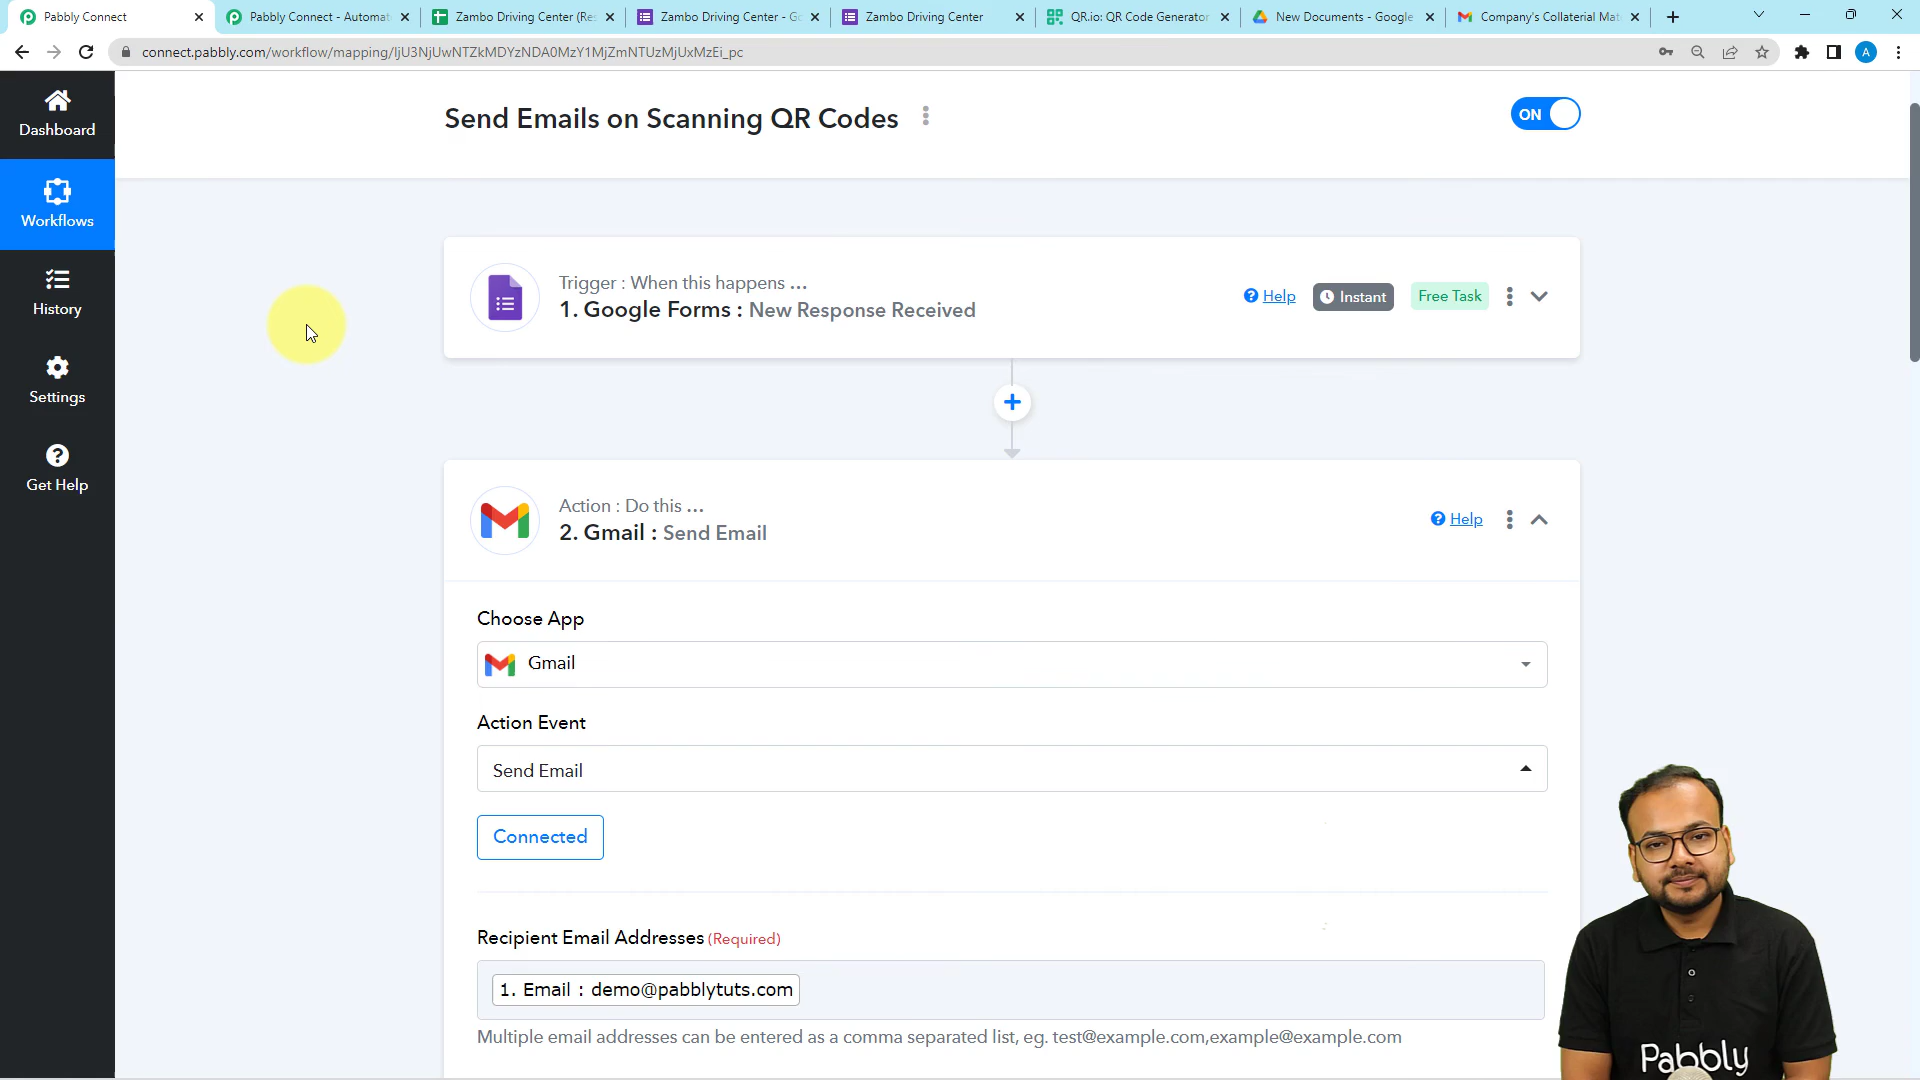 Pabbly Connect
Pabbly Connect - Automat
Zambo Driving Center (Res
Zambo Driving Center - Go
Zambo Driving Center
QR.io: QR Code Generator
New Documents - Google
Company's Collaterial Mat
connect.pabbly.com/workflow/mapping/IjU3NjUwNTZkMDYzNDA0MzY1MjZmNTUzMjUxMzEi_pc
A
Dashboard
Workflows
History
Settings
Get Help
Send Emails on Scanning QR Codes
ON
Trigger : When this happens ...
1. Google Forms : New Response Received
Help
Instant
Free Task
Action : Do this ...
2. Gmail : Send Email
Help
Choose App
Gmail
Action Event
Send Email
Connected
Recipient Email Addresses (Required)
1. Email : demo@pabblytuts.com
Multiple email addresses can be entered as a comma separated list, eg. test@example.com,example@example.com
Pabbly